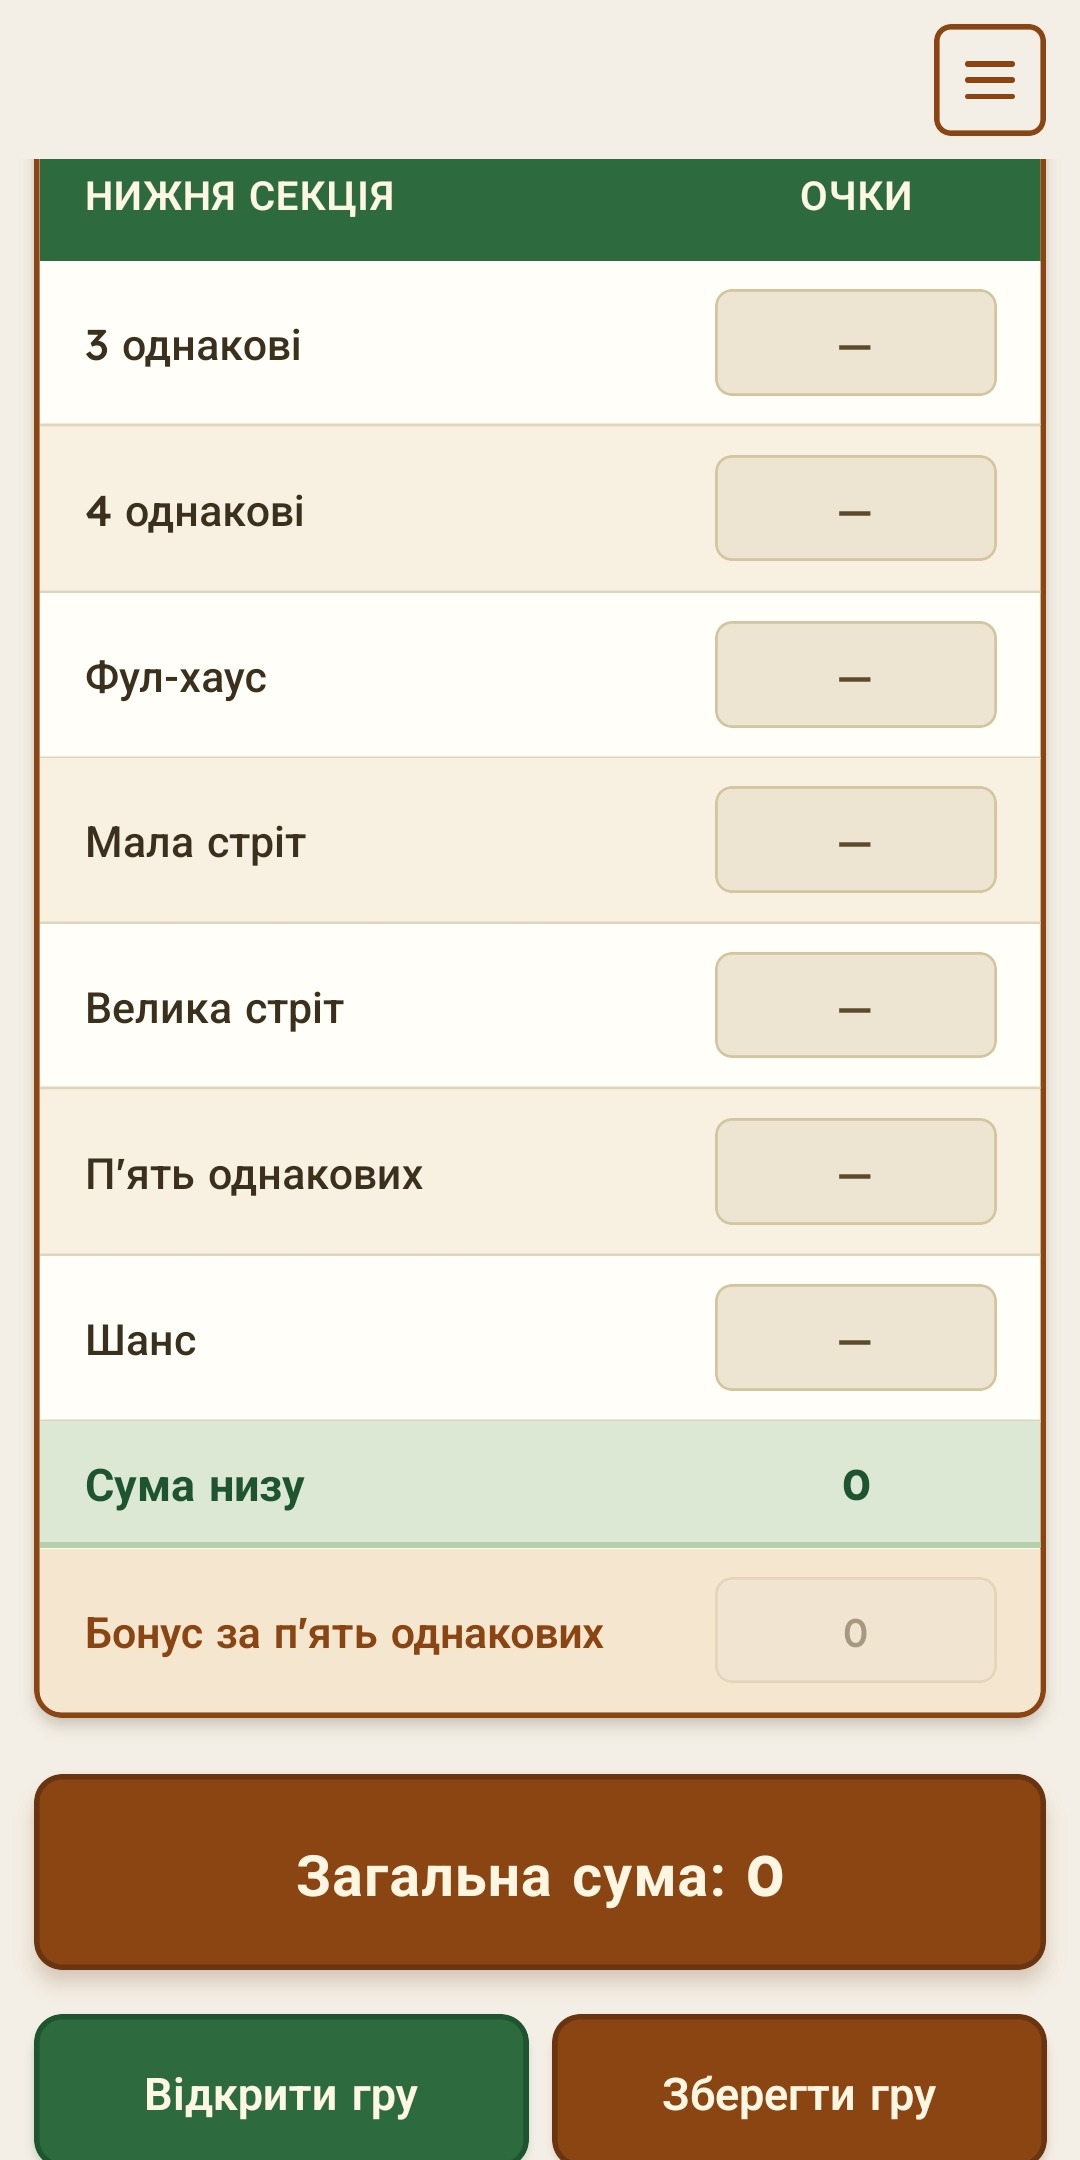 НИЖНЯ СЕКЦІЯ ОЧКИ
3 однакові —
4 однакові —
Фул-хаус —
Мала стріт —
Велика стріт —
П'ять однакових —
Шанс —
Сума низу 0
Бонус за п'ять однакових 0
Загальна сума: 0
Відкрити гру Зберегти гру